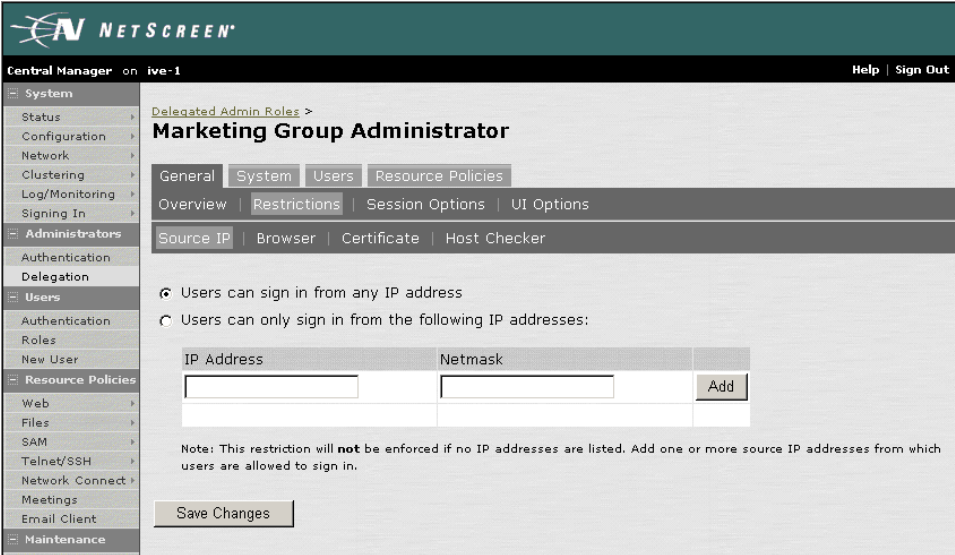 NETSCREEN®
Central Manager on ive-1
Help | Sign Out
System
Status
Configuration
Network
Clustering
Log/Monitoring
Signing In
Administrators
Authentication
Delegation
Users
Authentication
Roles
New User
Resource Policies
Web
Files
SAM
Telnet/SSH
Network Connect
Meetings
Email Client
Maintenance
Delegated Admin Roles >
Marketing Group Administrator
General System Users Resource Policies
Overview | Restrictions | Session Options | UI Options
Source IP | Browser | Certificate | Host Checker
Users can sign in from any IP address
Users can only sign in from the following IP addresses:
IP Address Netmask
Add
Note: This restriction will not be enforced if no IP addresses are listed. Add one or more source IP addresses from which
users are allowed to sign in.
Save Changes